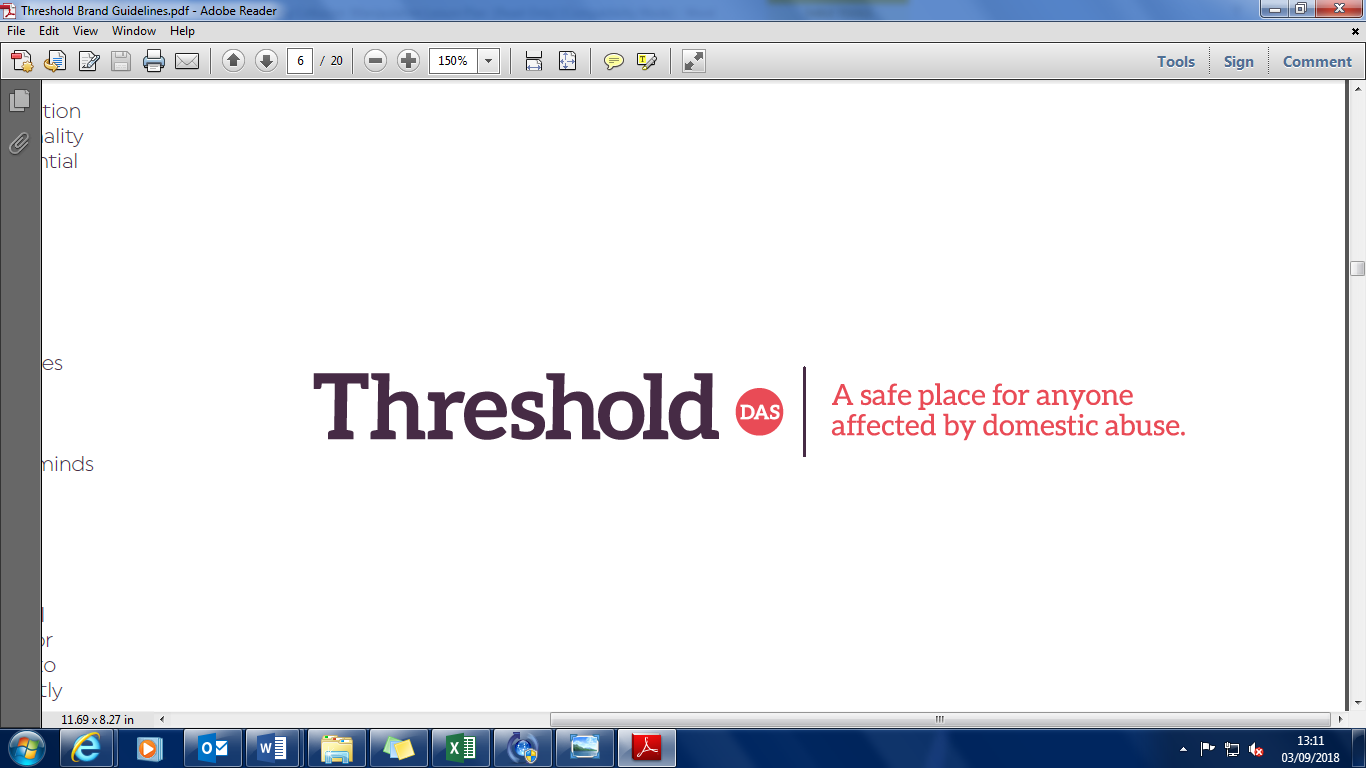 Threshold Brand Guidelines.pdf - Adobe Reader
File Edit View Window Help
6 / 20 150% Tools Sign Comment
tion
ality
ntial
es
Threshold DAS
A safe place for anyone
affected by domestic abuse.
minds
or
to
tly
11.69 x 8.27 in
13:11
03/09/2018